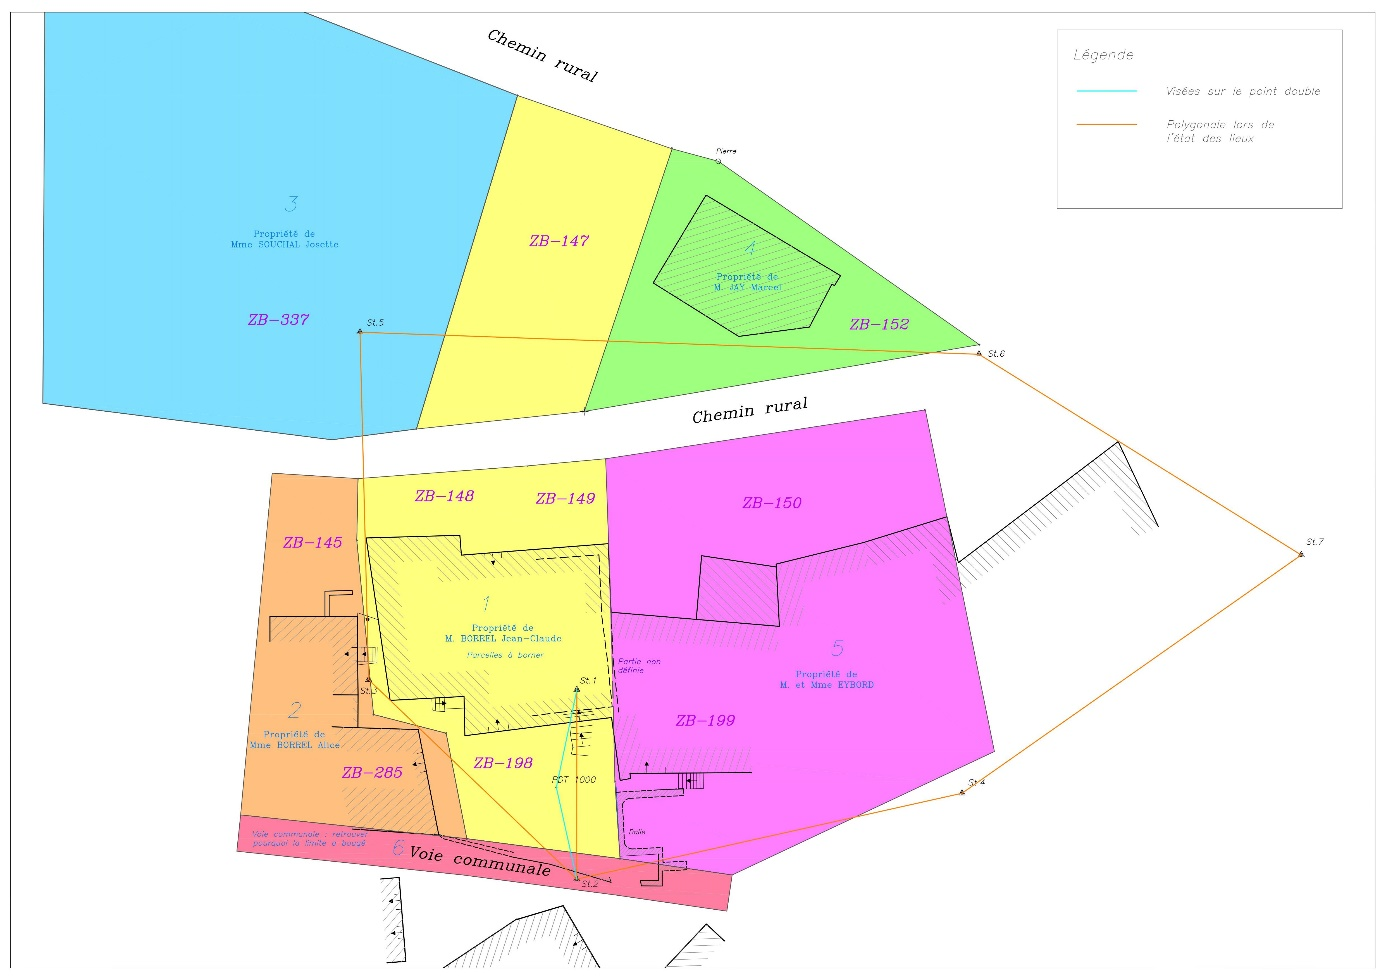 Chemin rural
Légende
Visées sur le point double
Polygonale lors de
l'état des lieux
Pierre
3
Propriété de
Mme SOUCHAL Josette
ZB-147
4
Propriété de
M. JAY Marcel
ZB-337
St.5
ZB-152
St.6
Chemin rural
ZB-148
ZB-149
ZB-150
ZB-145
St.7
1
Propriété de
M. BORREL Jean-Claude
Parcelles à borner
5
Propriété de
M. et Mme EYBORD
Partie non
définie
St.1
St.3
2
Propriété de
Mme BORREL Alice
ZB-199
ZB-285
ZB-198
PDT 1000
St.4
Voie communale : retrouver
pourquoi la limite a bougé
6
Voie communale
St.2